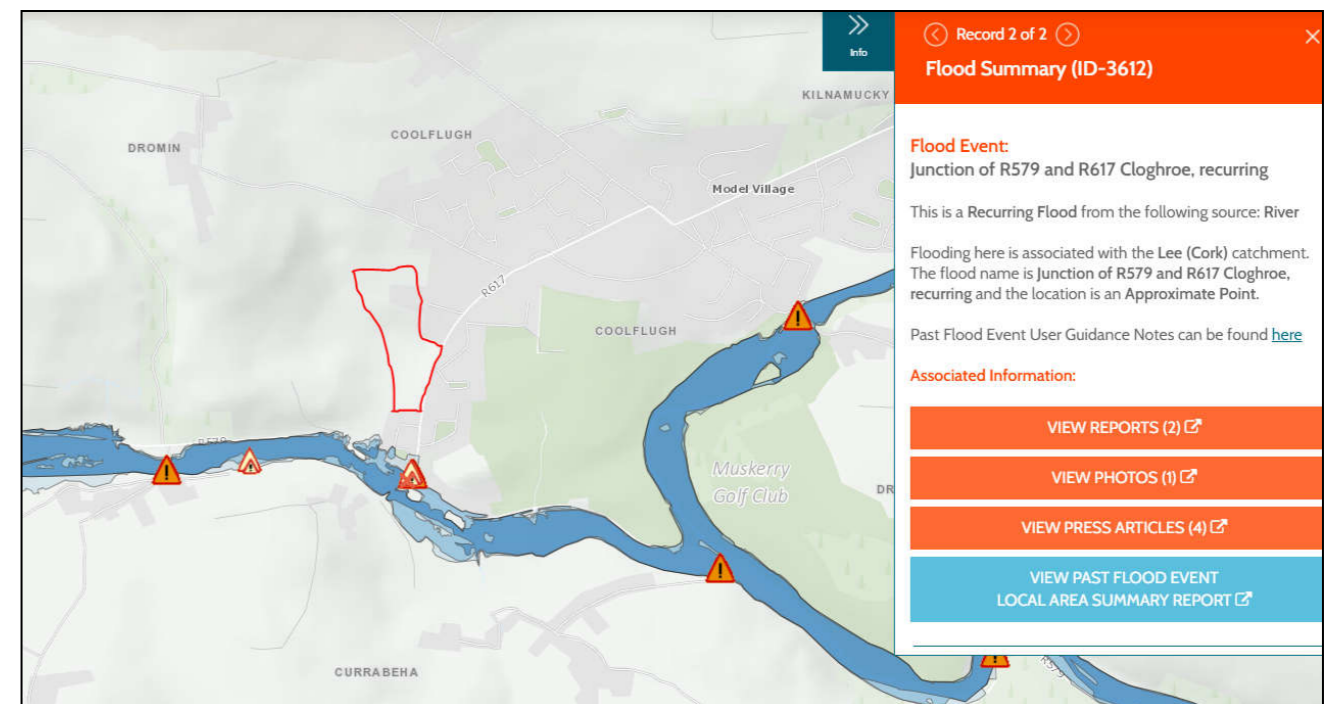 Info
KILNAMUCKY
COOLFLUGH
DROMIN
Model Village
R617
COOLFLUGH
R579
Muskerry
Golf Club
DR
CURRABEHA
R579
Record 2 of 2
Flood Summary (ID-3612)
Flood Event:
Junction of R579 and R617 Cloghroe, recurring
This is a Recurring Flood from the following source: River
Flooding here is associated with the Lee (Cork) catchment.
The flood name is Junction of R579 and R617 Cloghroe,
recurring and the location is an Approximate Point.
Past Flood Event User Guidance Notes can be found here
Associated Information:
VIEW REPORTS (2)
VIEW PHOTOS (1)
VIEW PRESS ARTICLES (4)
VIEW PAST FLOOD EVENT
LOCAL AREA SUMMARY REPORT